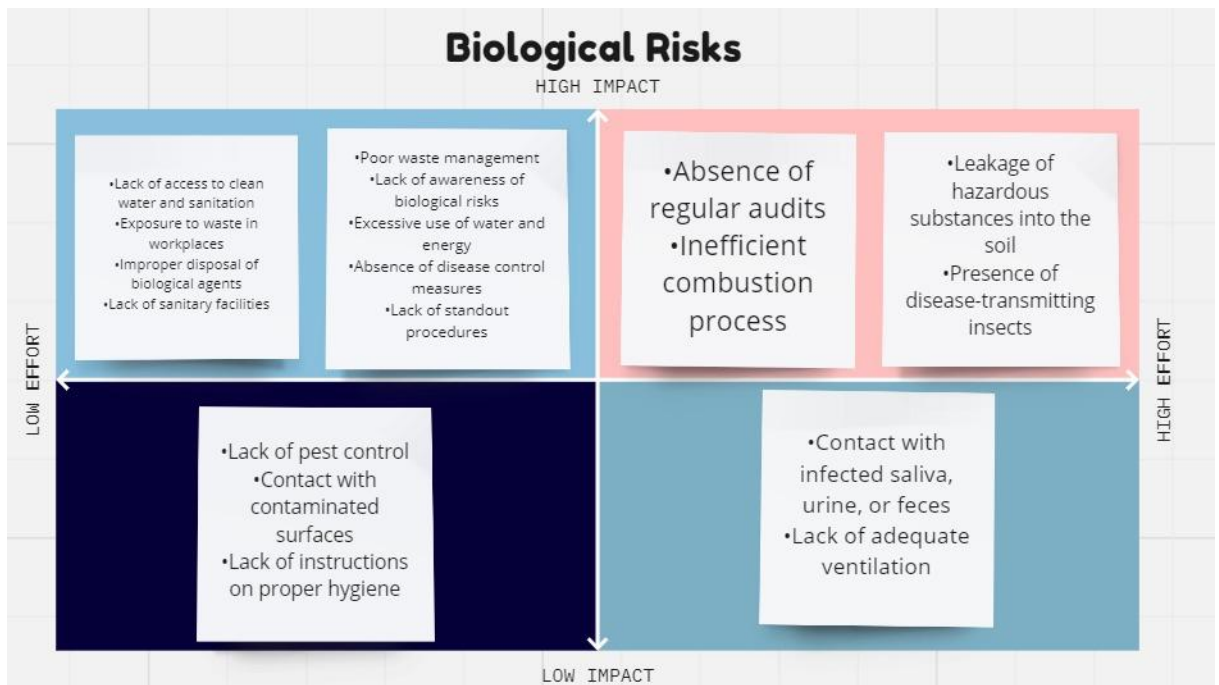 Biological Risks
HIGH IMPACT
•Lack of access to clean
water and sanitation
•Exposure to waste in
workplaces
•Improper disposal of
biological agents
•Lack of sanitary facilities
•Poor waste management
•Lack of awareness of
biological risks
•Excessive use of water and
energy
•Absence of disease control
measures
•Lack of standout
procedures
•Absence of
regular audits
•Inefficient
combustion
process
•Leakage of
hazardous
substances into the
soil
•Presence of
disease-transmitting
insects
LOW EFFORT
HIGH EFFORT
•Lack of pest control
•Contact with
contaminated
surfaces
•Lack of instructions
on proper hygiene
•Contact with
infected saliva,
urine, or feces
•Lack of adequate
ventilation
LOW IMPACT